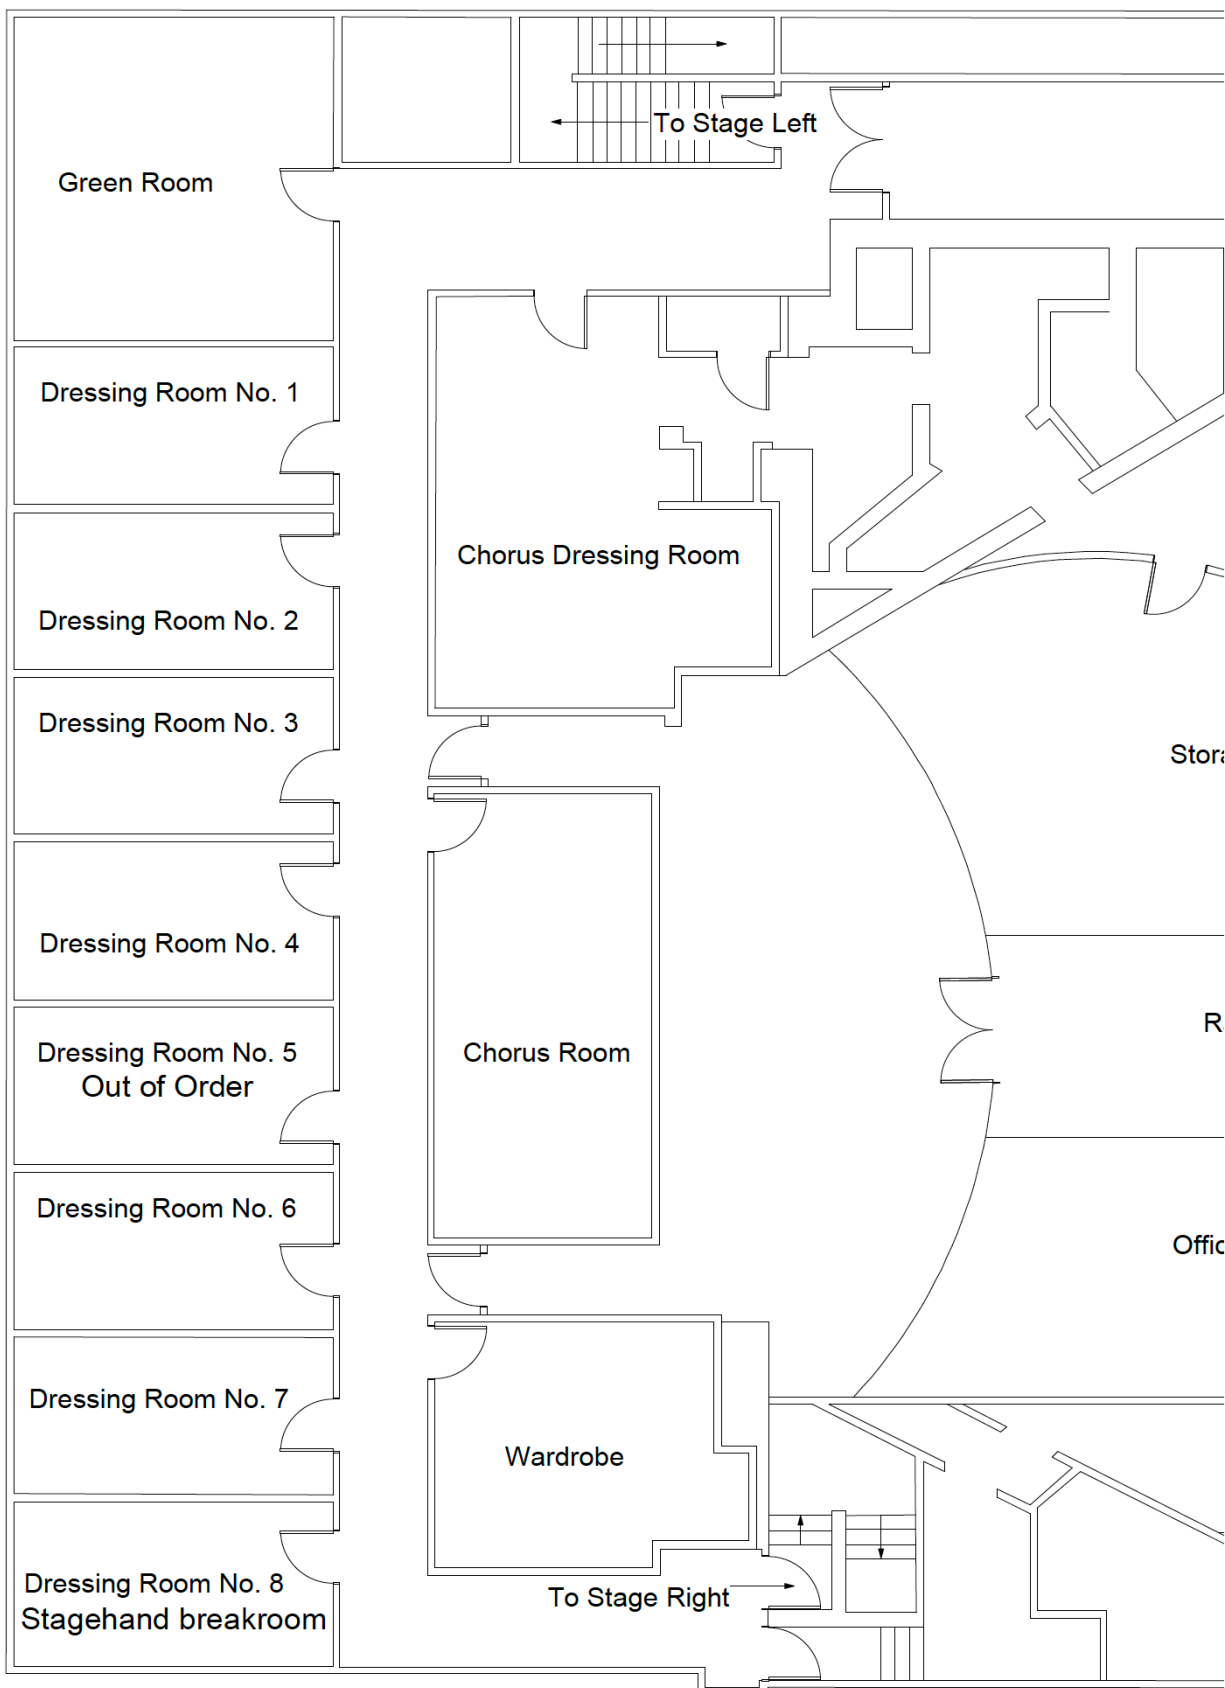 To Stage Left
Green Room
Dressing Room No. 1
Chorus Dressing Room
Dressing Room No. 2
Dressing Room No. 3
Dressing Room No. 4
Dressing Room No. 5
Out of Order
Chorus Room
Dressing Room No. 6
Dressing Room No. 7
Wardrobe
Dressing Room No. 8
Stagehand breakroom
To Stage Right